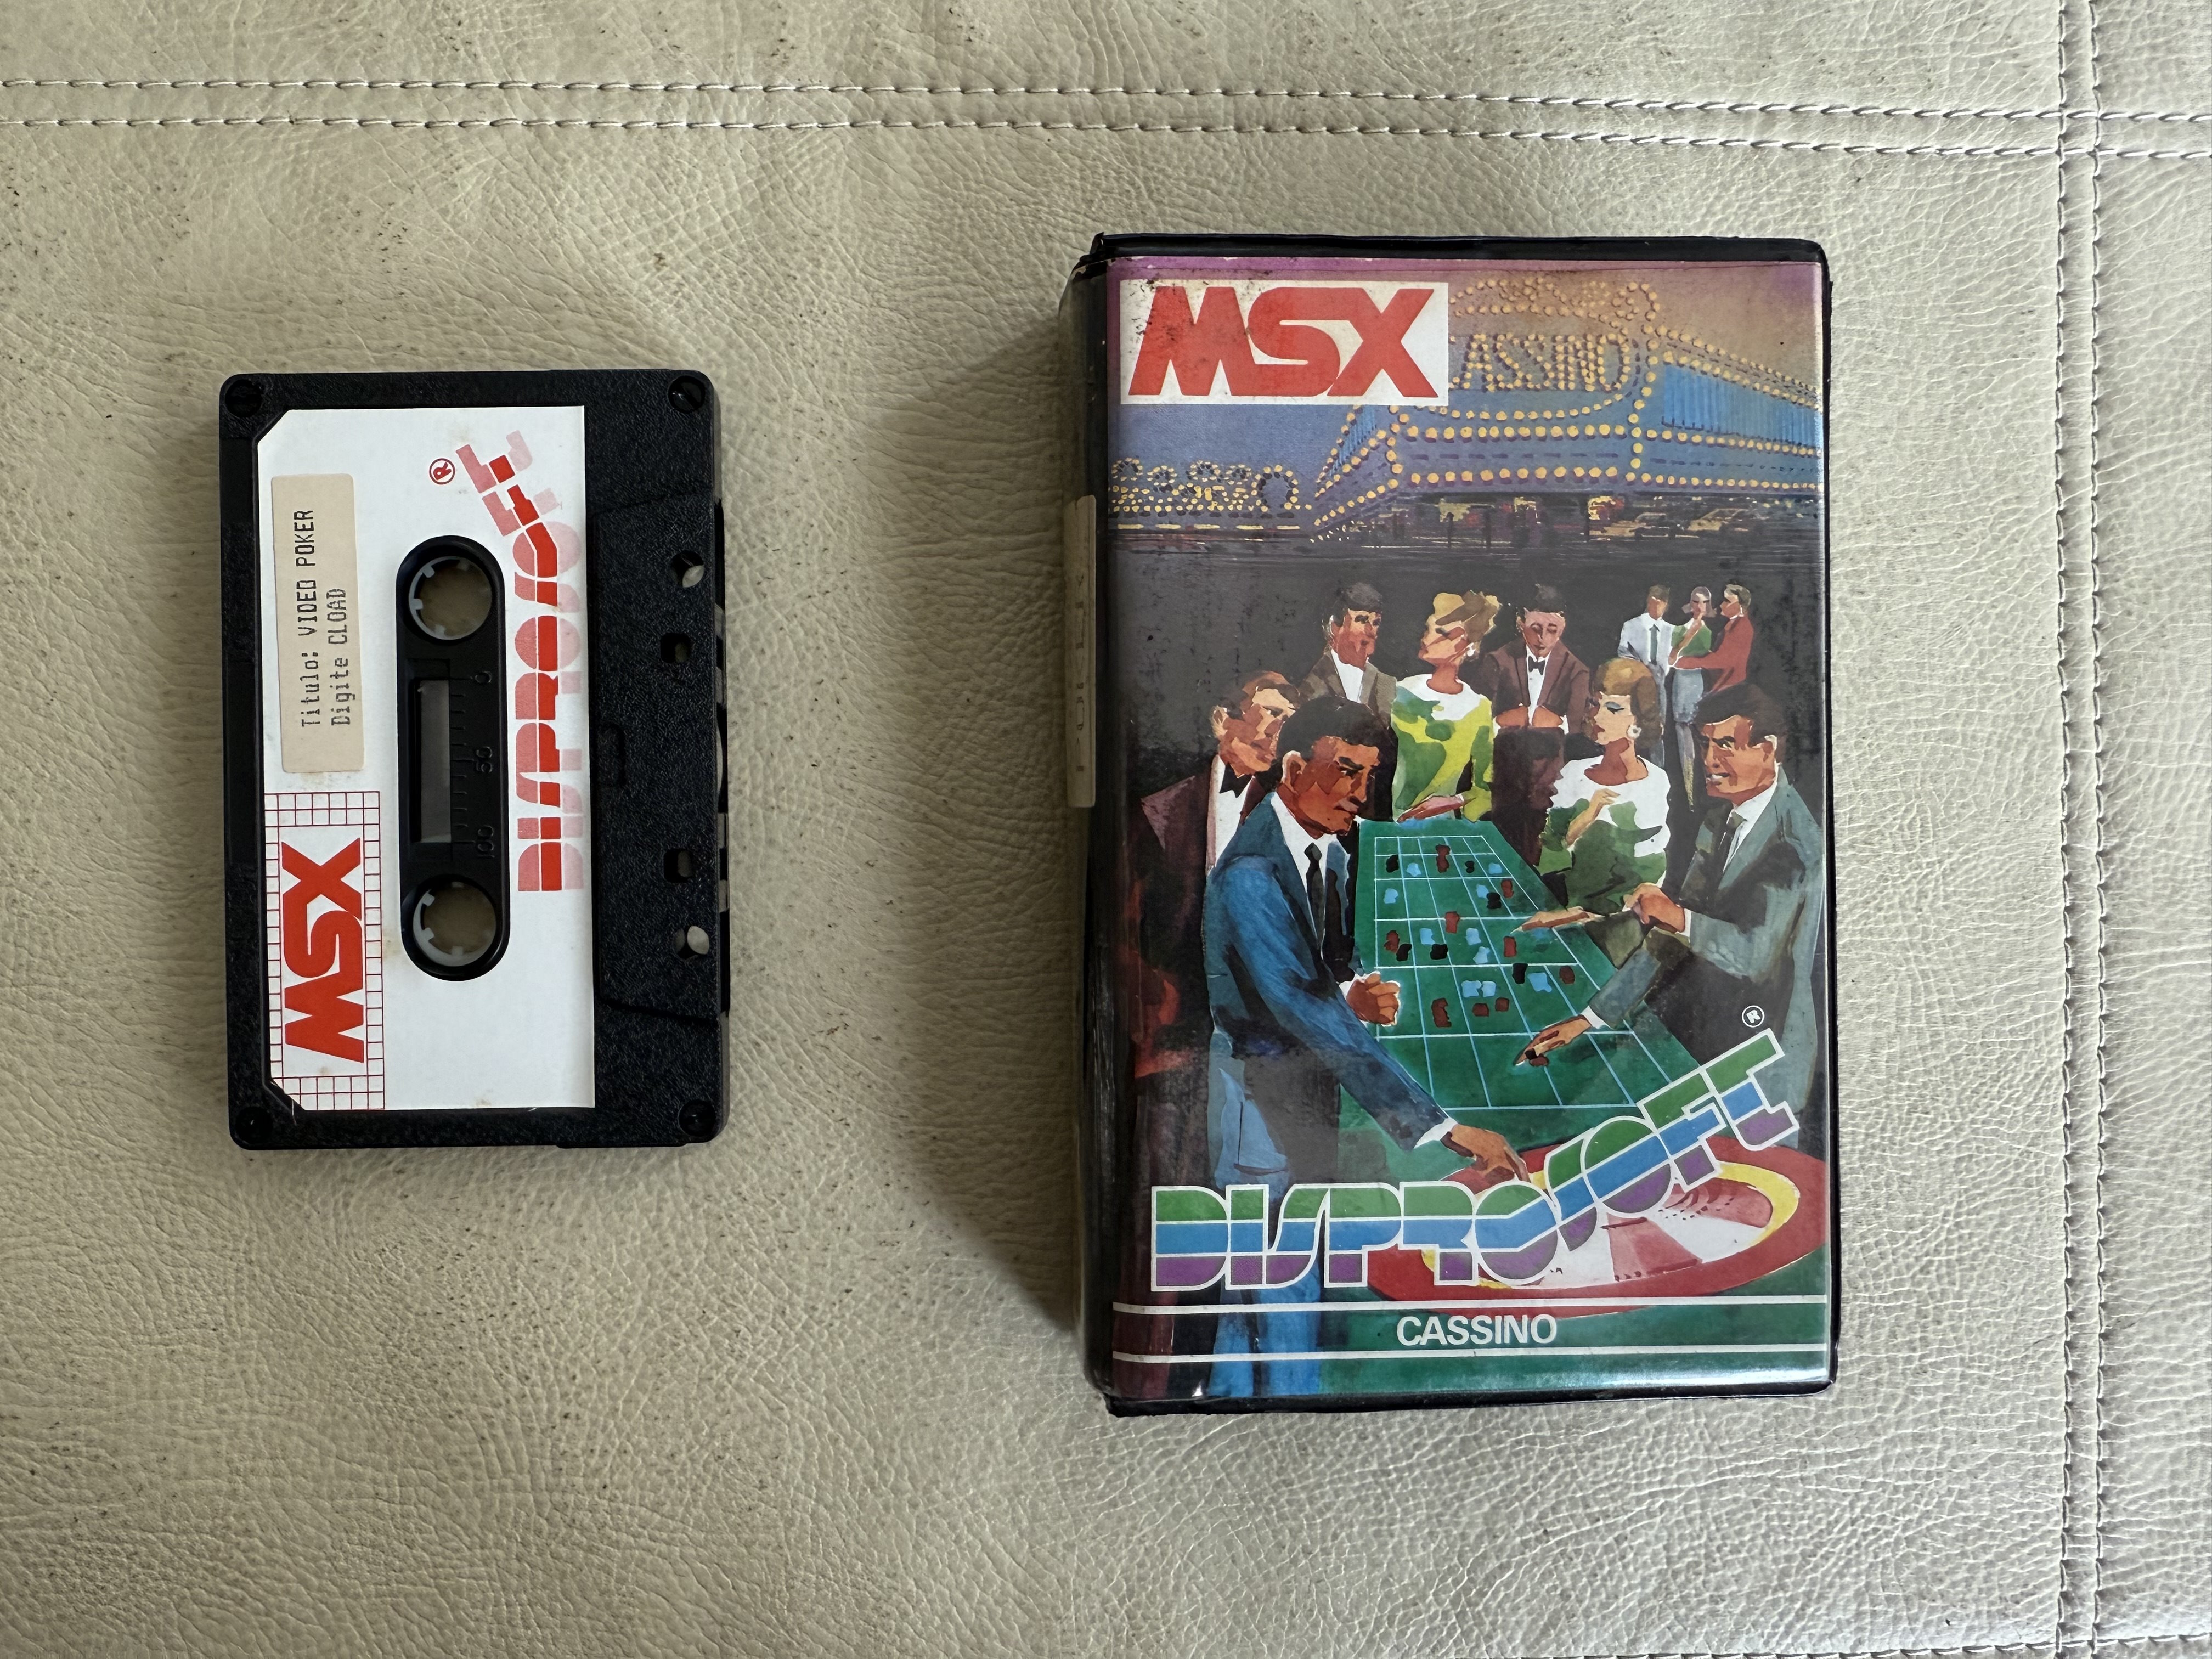 Titulo: VIDEO POKER
Digite CLOAD
MSX
DISPROSOFT
®
0
50
100
MSX
CASSINO
®
DISPROSOFT
CASSINO